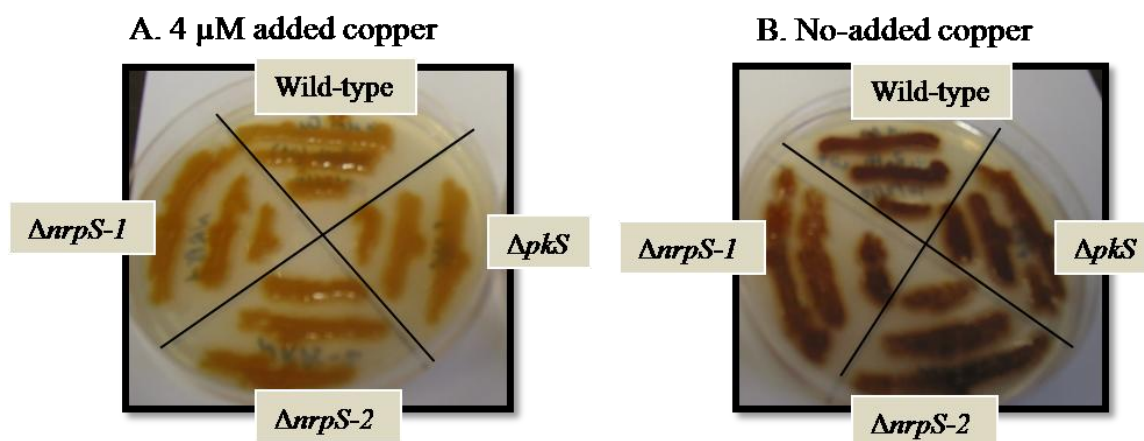 A. 4 µM added copper
Wild-type
ΔnrpS-1
ΔpkS
ΔnrpS-2
B. No-added copper
Wild-type
ΔnrpS-1
ΔpkS
ΔnrpS-2